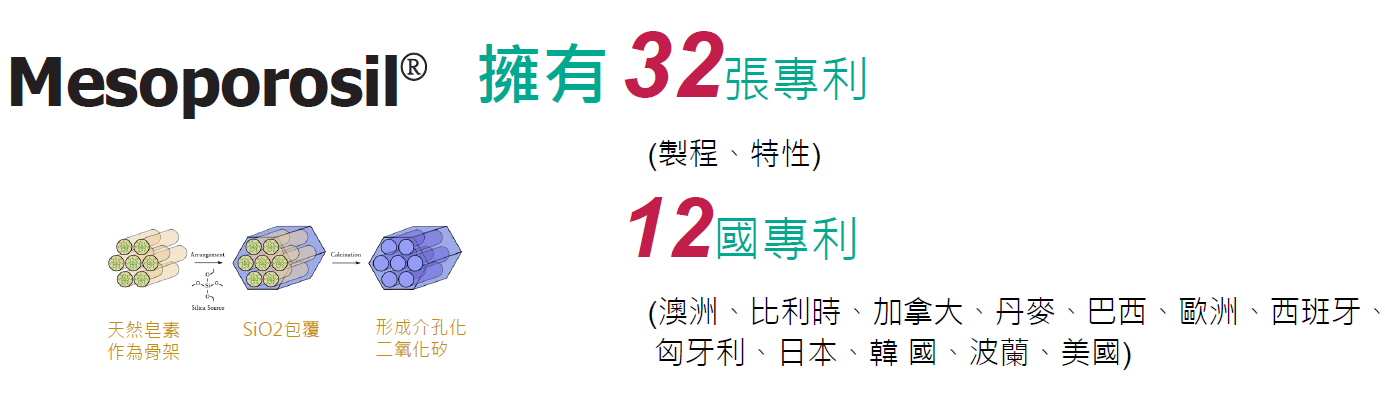 Mesoporosil® 擁有 32張專利
(製程、特性)
12國專利
(澳洲、比利時、加拿大、丹麥、巴西、歐洲、西班牙、
匈牙利、日本、韓 國、波蘭、美國)
Arrangement
Calcination
Si
O
O
O
O
Silica Source
天然皂素
作為骨架
SiO2包覆
形成介孔化
二氧化矽